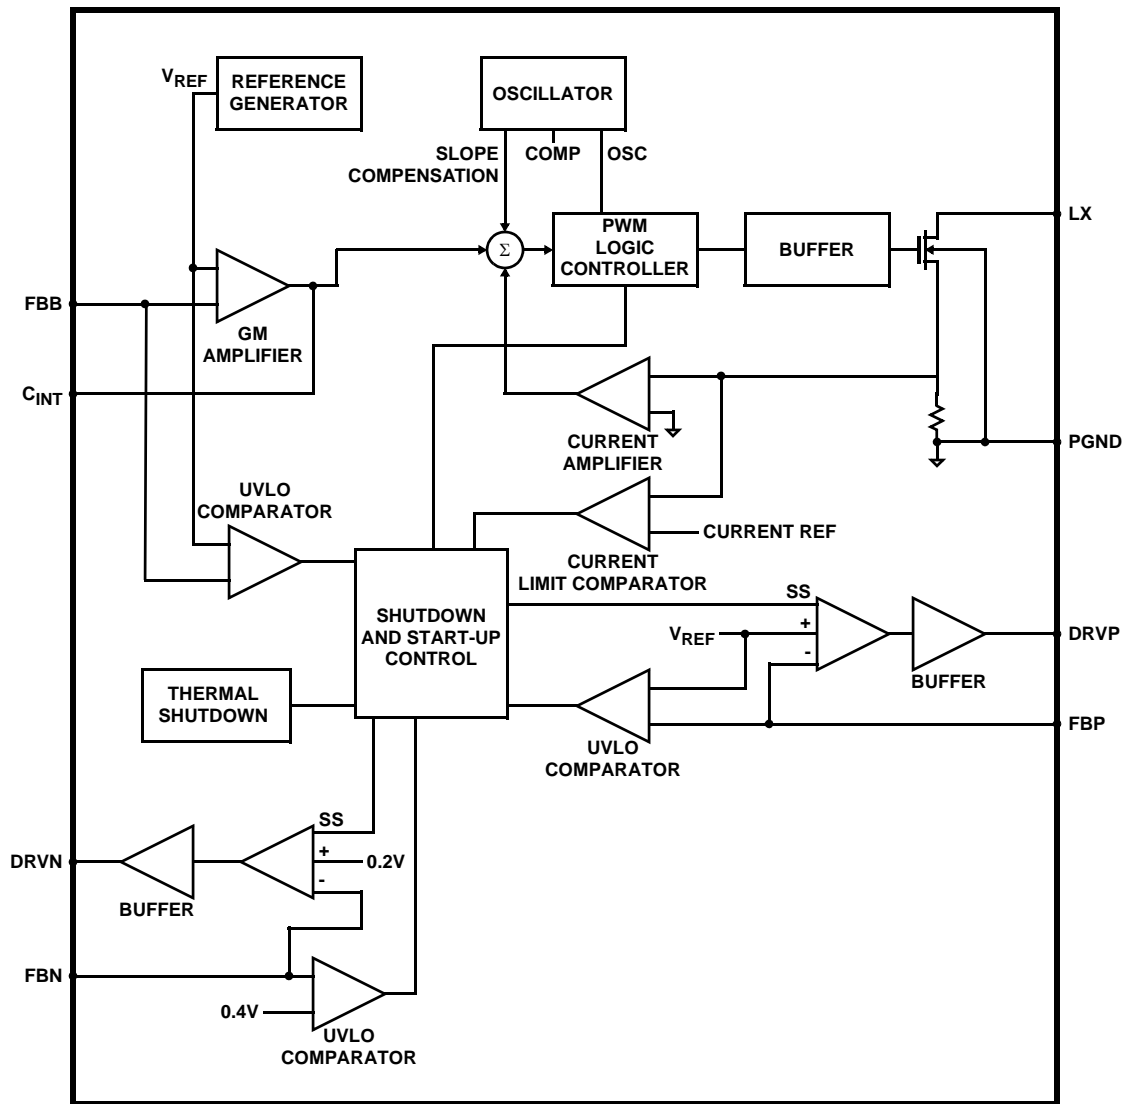 VREF
REFERENCE
GENERATOR
OSCILLATOR
SLOPE
COMPENSATION
COMP
OSC
LX
PWM
LOGIC
CONTROLLER
BUFFER
Σ
FBB
GM
AMPLIFIER
CINT
CURRENT
AMPLIFIER
PGND
UVLO
COMPARATOR
CURRENT REF
CURRENT
LIMIT COMPARATOR
SHUTDOWN
AND START-UP
CONTROL
SS
VREF
+
-
DRVP
BUFFER
THERMAL
SHUTDOWN
FBP
UVLO
COMPARATOR
SS
DRVN
+
0.2V
-
BUFFER
FBN
0.4V
UVLO
COMPARATOR